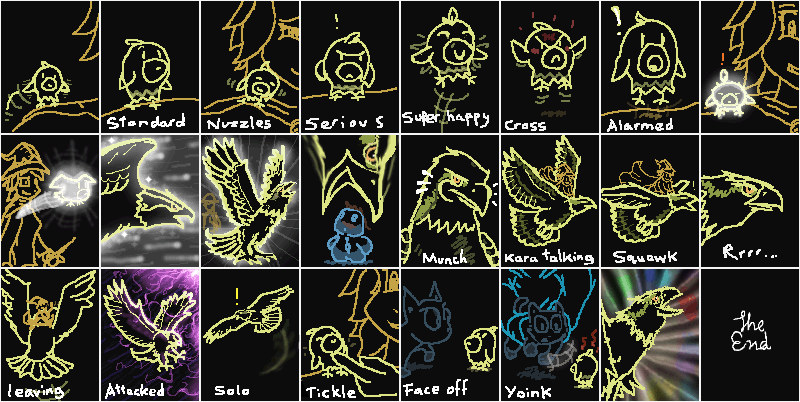 !
!
!
Standard
Nuzzles
Serious
Super happy
Cross
Alarmed
Munch
Kara talking
Squawk
Rrrr...
!
leaving
Attacked
Solo
Tickle
Face off
Yoink
The
End